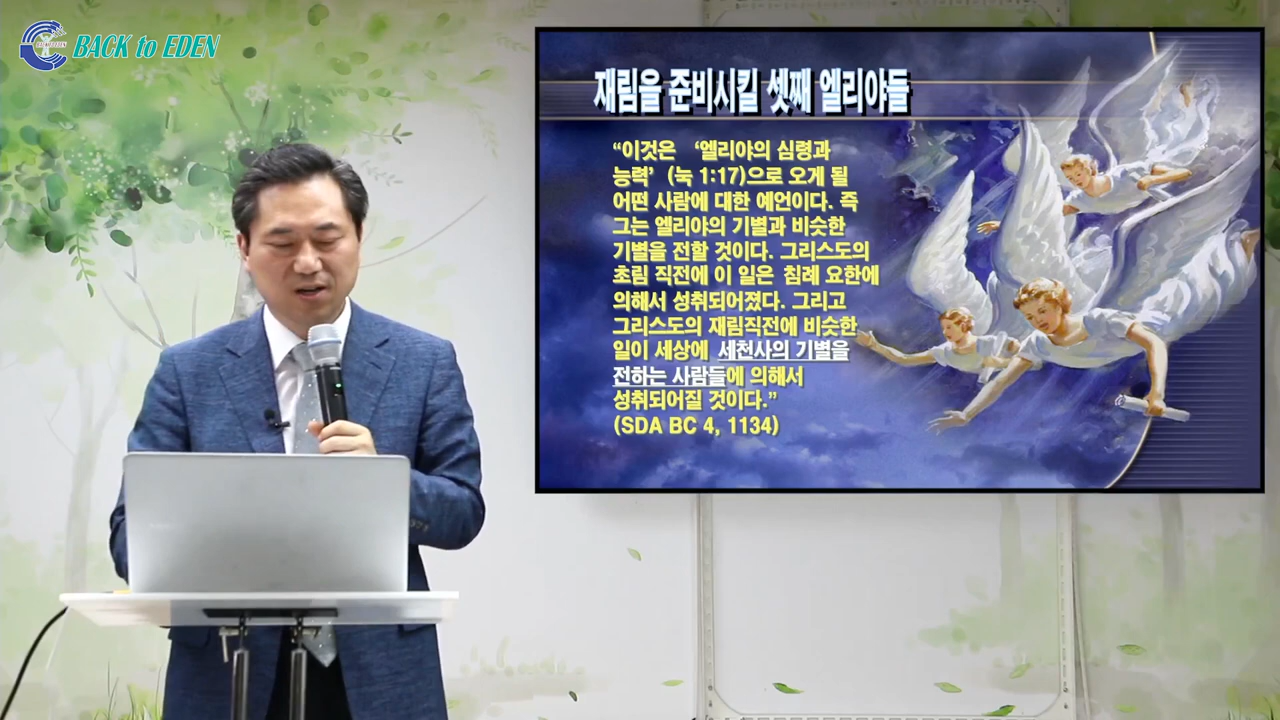 BACK to EDEN
재림을 준비시킬 셋째 엘리야들
“이것은 ‘엘리야의 심령과
능력’ (눅 1:17)으로 오게 될
어떤 사람에 대한 예언이다. 즉
그는 엘리야의 기별과 비슷한
기별을 전할 것이다. 그리스도의
초림 직전에 이 일은 침례 요한에
의해서 성취되어졌다. 그리고
그리스도의 재림직전에 비슷한
일이 세상에 세천사의 기별을
전하는 사람들에 의해서
성취되어질 것이다.”
(SDA BC 4, 1134)